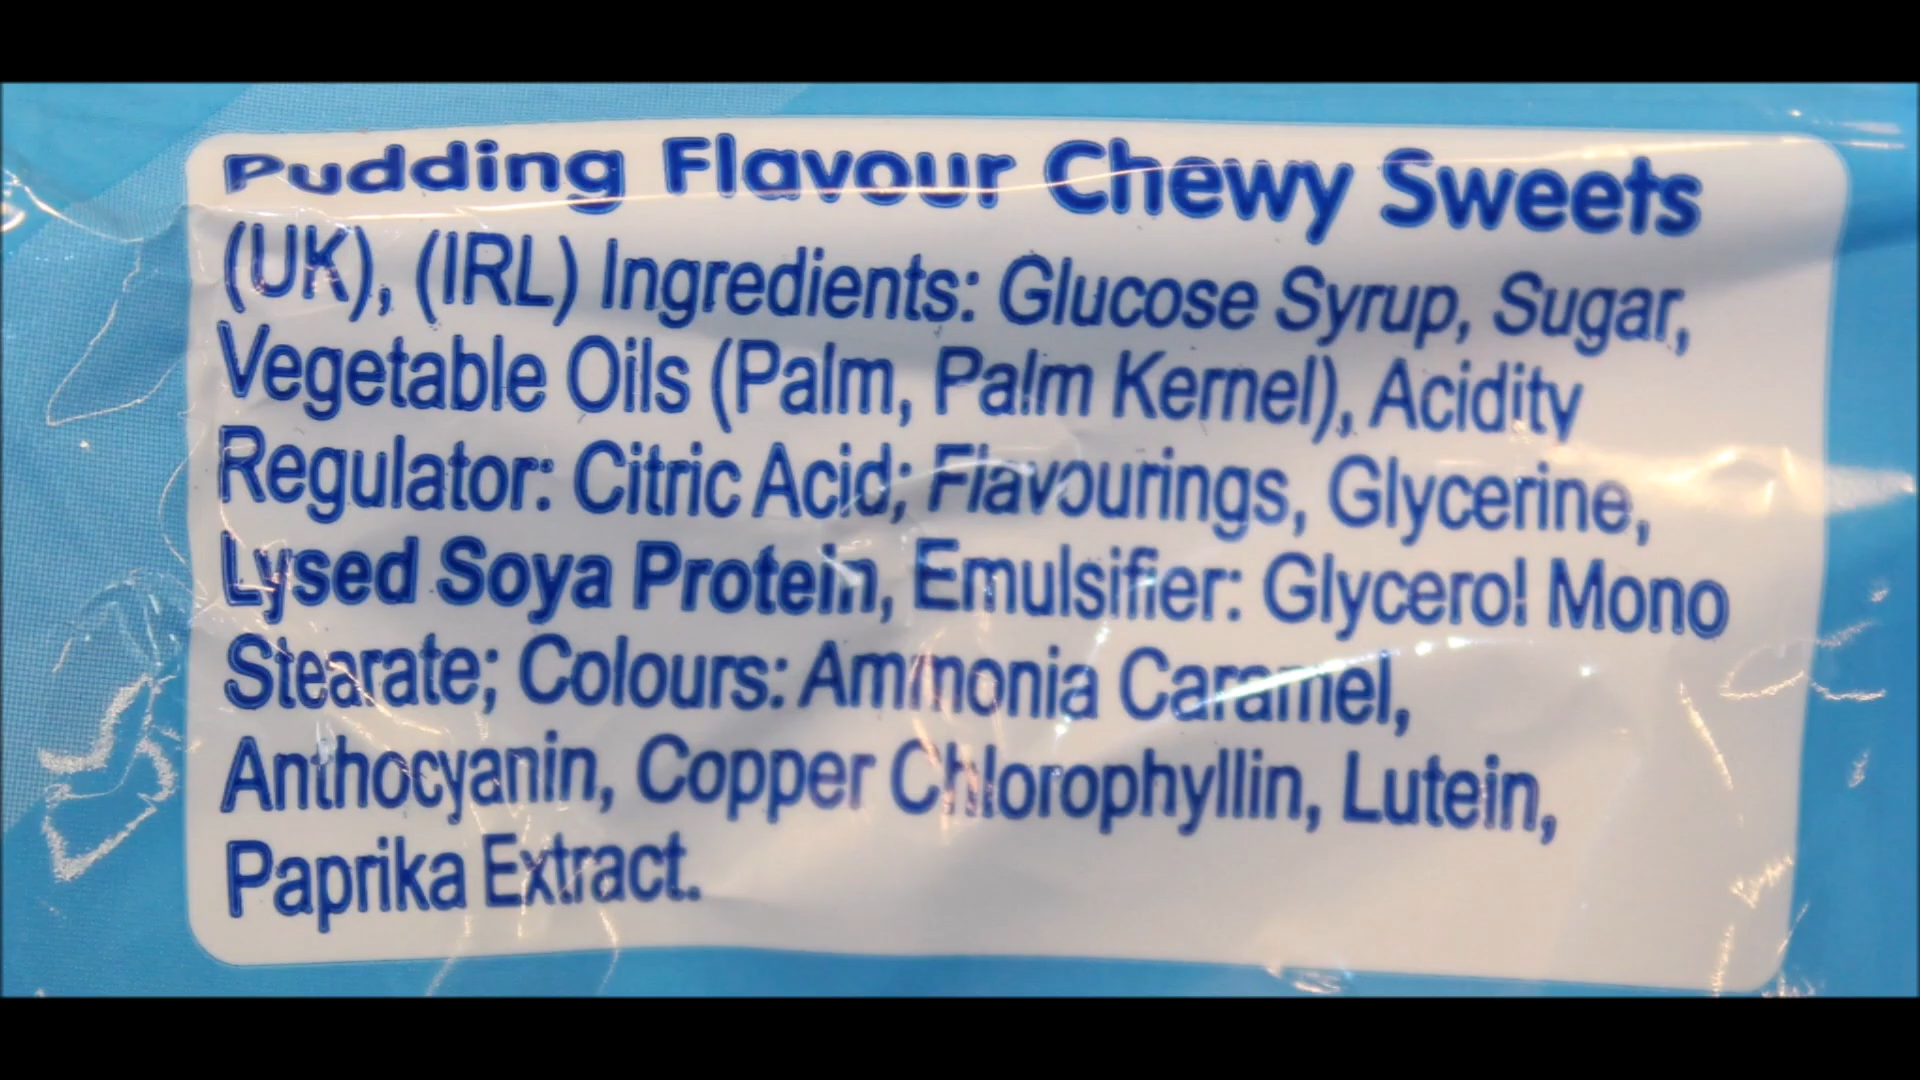 Pudding Flavour Chewy Sweets
(UK), (IRL) Ingredients: Glucose Syrup, Sugar,
Vegetable Oils (Palm, Palm Kernel), Acidity
Regulator: Citric Acid; Flavourings, Glycerine,
Lysed Soya Protein, Emulsifier: Glycerol Mono
Stearate; Colours: Ammonia Caramel,
Anthocyanin, Copper Chlorophyllin, Lutein,
Paprika Extract.